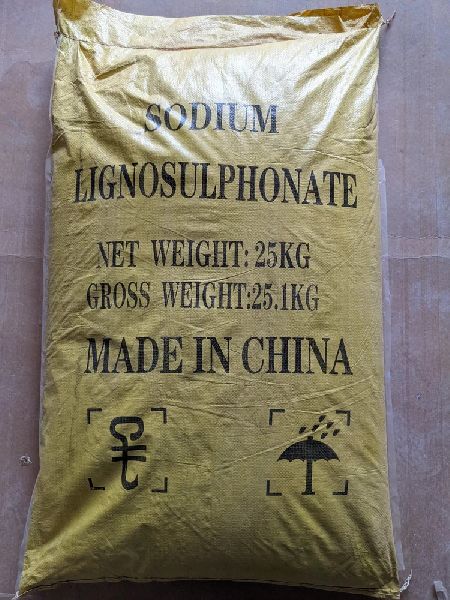 SODIUM
LIGNOSULPHONATE
NET WEIGHT: 25KG
GROSS WEIGHT:25.1KG
MADE IN CHINA